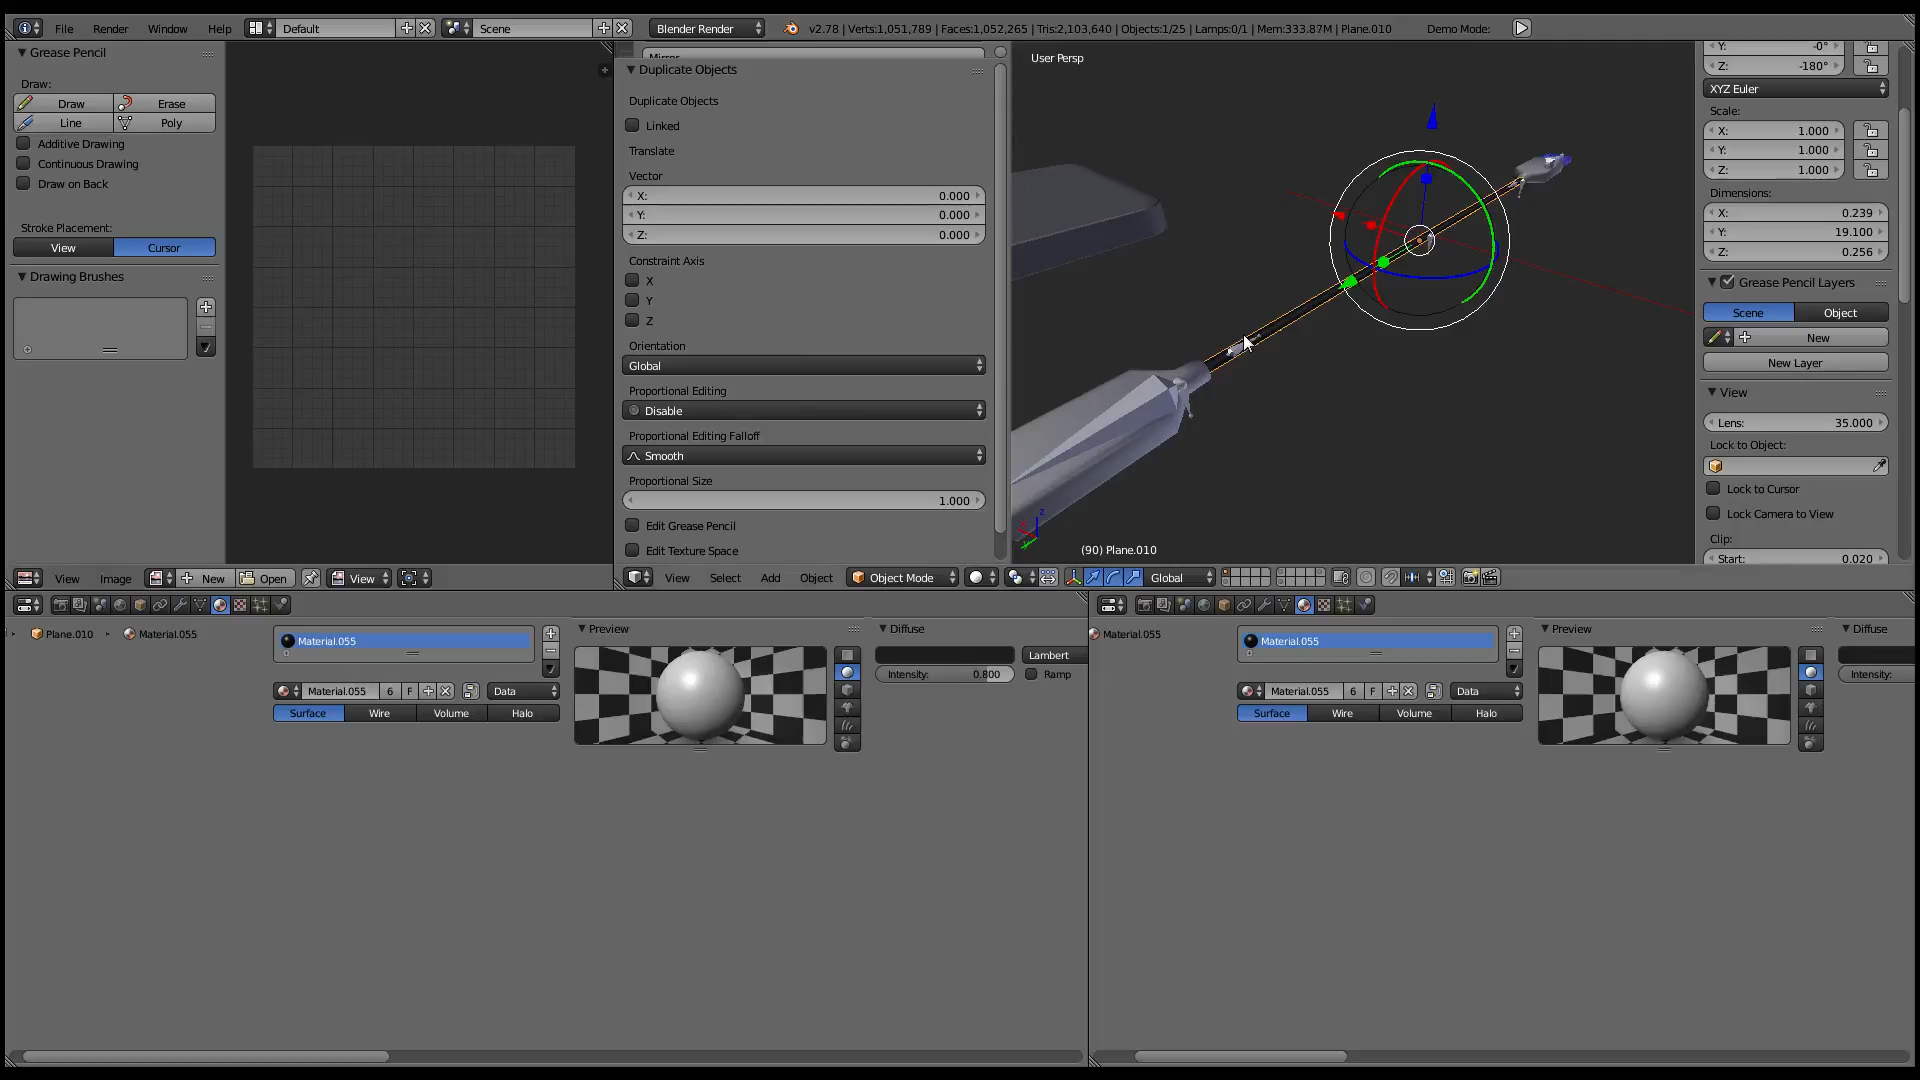 File Render Window Help Default Scene Blender Render v2.78 | Verts:1,051,789 | Faces:1,052,265 | Tris:2,103,640 | Objects:1/25 | Lamps:0/1 | Mem:333.87M | Plane.010 Demo Mode:
Grease Pencil
Draw:
Draw Erase
Line Poly
Additive Drawing
Continuous Drawing
Draw on Back
Stroke Placement:
View Cursor
Drawing Brushes
Mirror
Duplicate Objects
Duplicate Objects
Linked
Translate
Vector
X: 0.000
Y: 0.000
Z: 0.000
Constraint Axis
X
Y
Z
Orientation
Global
Proportional Editing
Disable
Proportional Editing Falloff
Smooth
Proportional Size
1.000
Edit Grease Pencil
Edit Texture Space
User Persp
z
(90) Plane.010
Y: -0°
Z: -180°
XYZ Euler
Scale:
X: 1.000
Y: 1.000
Z: 1.000
Dimensions:
X: 0.239
Y: 19.100
Z: 0.256
Grease Pencil Layers
Scene Object
New
New Layer
View
Lens: 35.000
Lock to Object:
Lock to Cursor
Lock Camera to View
Clip:
Start: 0.020
View Image New Open View
View Select Add Object Object Mode Global
Plane.010 Material.055
Material.055
Material.055 6 F Data
Surface Wire Volume Halo
Preview
Diffuse
Lambert
Intensity: 0.800 Ramp
Material.055
Material.055
Material.055 6 F Data
Surface Wire Volume Halo
Preview
Diffuse
Intensity: